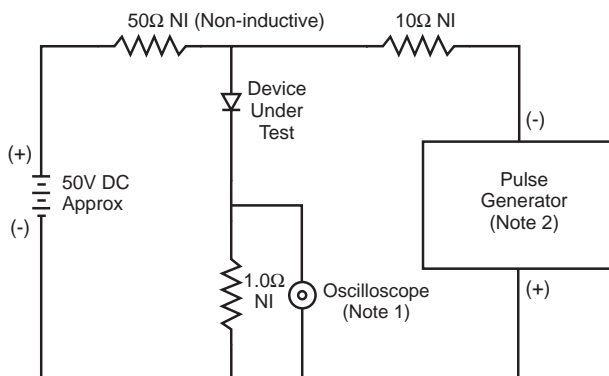 50Ω NI (Non-inductive)
10Ω NI
Device
Under
Test
(+)
50V DC
Approx
(-)
(-)
Pulse
Generator
(Note 2)
(+)
1.0Ω
NI
Oscilloscope
(Note 1)